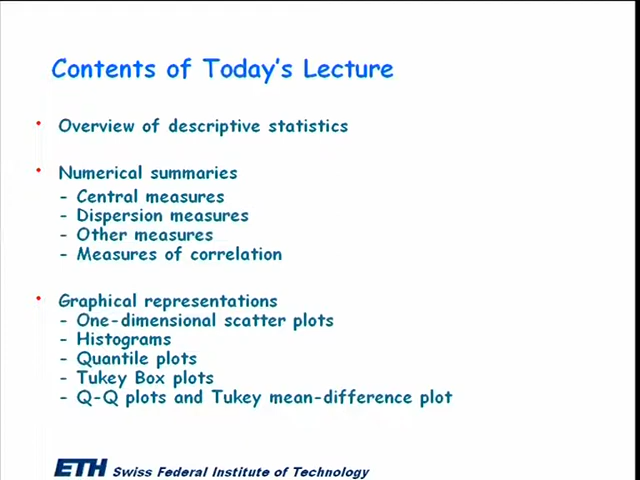 Contents of Today's Lecture
• Overview of descriptive statistics
• Numerical summaries
- Central measures
- Dispersion measures
- Other measures
- Measures of correlation
• Graphical representations
- One-dimensional scatter plots
- Histograms
- Quantile plots
- Tukey Box plots
- Q-Q plots and Tukey mean-difference plot
ETH Swiss Federal Institute of Technology